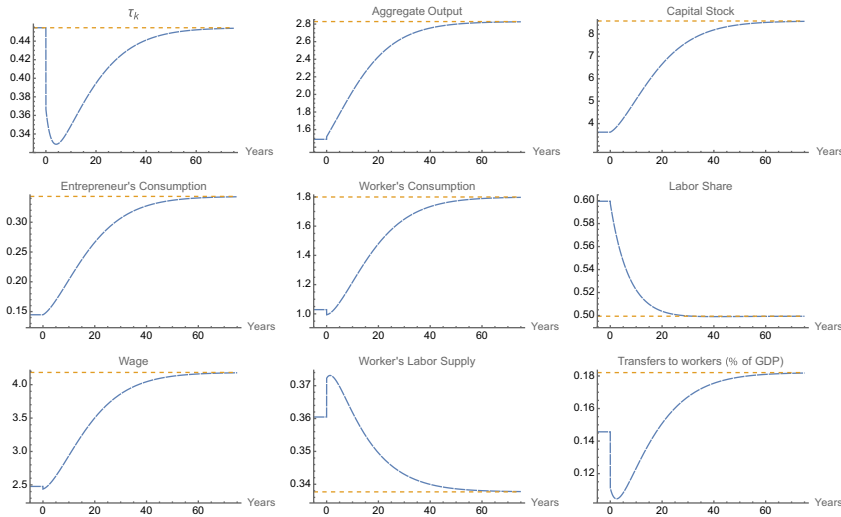 τk
0.44
0.42
0.40
0.38
0.36
0.34
0 20 40 60 Years
Aggregate Output
2.8
2.6
2.4
2.2
2.0
1.8
1.6
0 20 40 60 Years
Capital Stock
8
7
6
5
4
0 20 40 60 Years
Entrepreneur's Consumption
0.30
0.25
0.20
0.15
0 20 40 60 Years
Worker's Consumption
1.8
1.6
1.4
1.2
1.0
0 20 40 60 Years
Labor Share
0.60
0.58
0.56
0.54
0.52
0.50
0 20 40 60 Years
Wage
4.0
3.5
3.0
2.5
0 20 40 60 Years
Worker's Labor Supply
0.37
0.36
0.35
0.34
0 20 40 60 Years
Transfers to workers (% of GDP)
0.18
0.16
0.14
0.12
0 20 40 60 Years